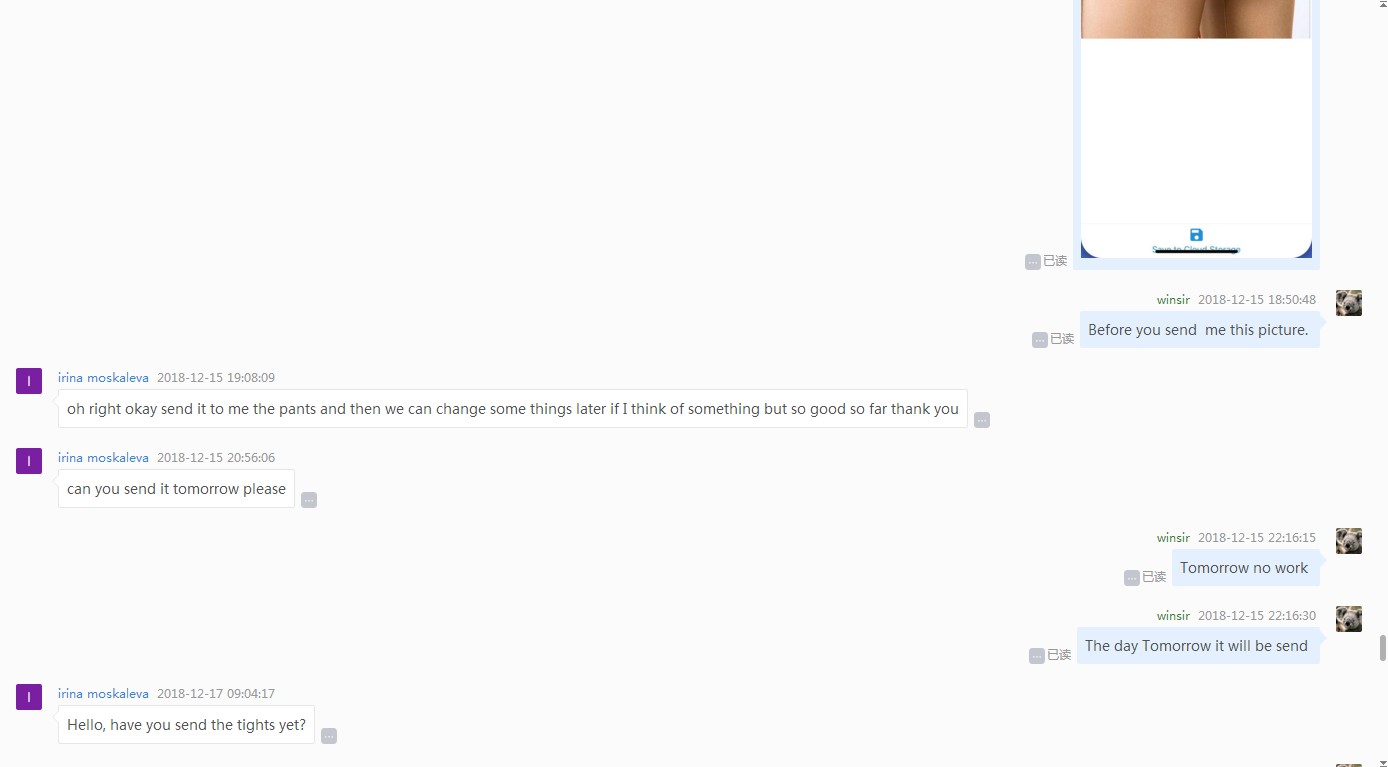 Save to Cloud Storage
... 已读
winsir 2018-12-15 18:50:48
... 已读 Before you send me this picture.
I irina moskaleva 2018-12-15 19:08:09
oh right okay send it to me the pants and then we can change some things later if I think of something but so good so far thank you ...
I irina moskaleva 2018-12-15 20:56:06
can you send it tomorrow please ...
winsir 2018-12-15 22:16:15
... 已读 Tomorrow no work
winsir 2018-12-15 22:16:30
... 已读 The day Tomorrow it will be send
I irina moskaleva 2018-12-17 09:04:17
Hello, have you send the tights yet? ...